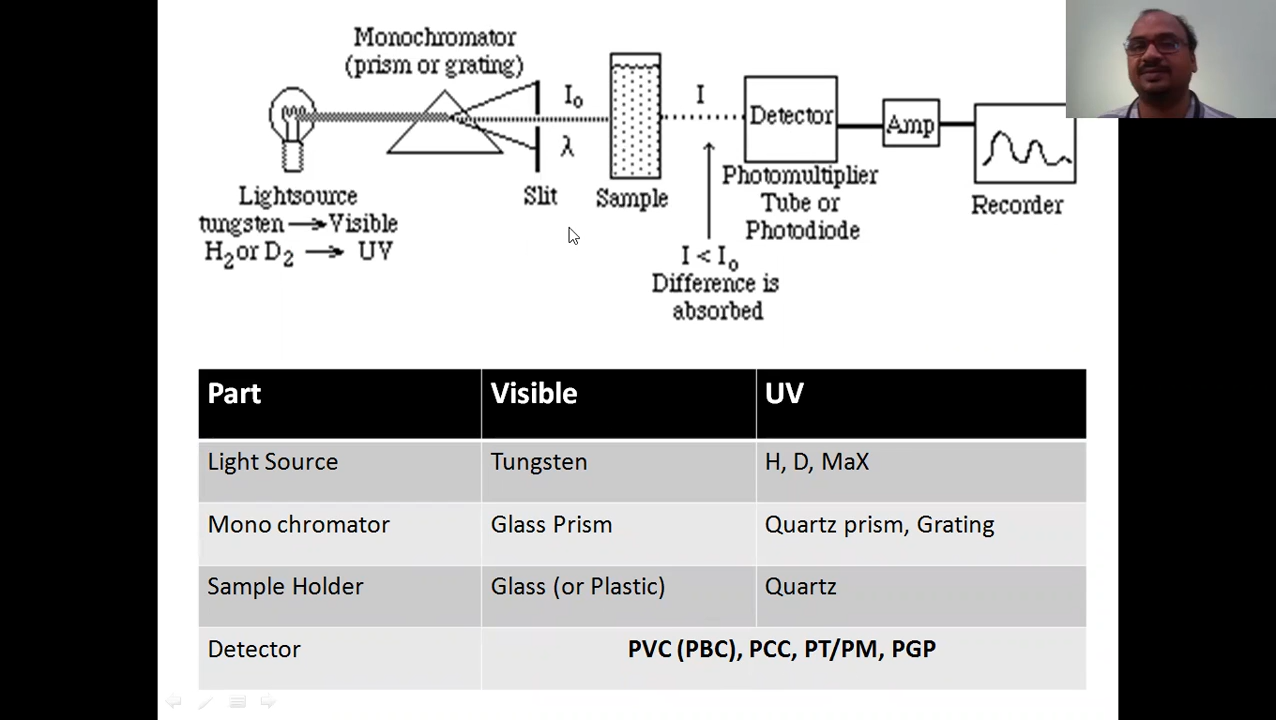 Monochromator
(prism or grating)
I₀
λ
I
Detector
Amp
Slit
Sample
Photomultiplier
Tube or
Photodiode
Recorder
Lightsource
tungsten → Visible
H₂ or D₂ → UV
I < I₀
Difference is
absorbed
Part Visible UV
Light Source Tungsten H, D, MaX
Mono chromator Glass Prism Quartz prism, Grating
Sample Holder Glass (or Plastic) Quartz
Detector PVC (PBC), PCC, PT/PM, PGP